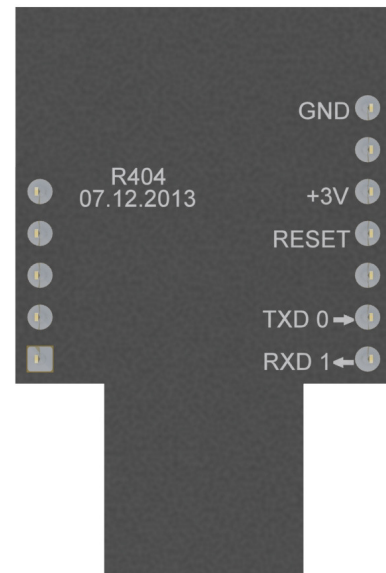 GND
R404
07.12.2013
+3V
RESET
TXD 0→
RXD 1←